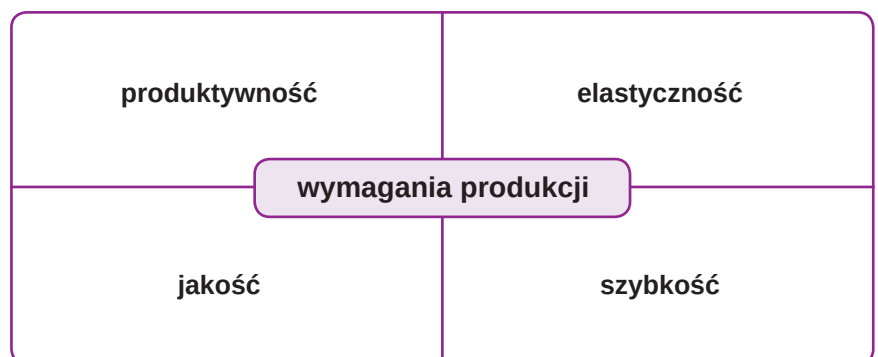 produktywność
elastyczność
wymagania produkcji
jakość
szybkość